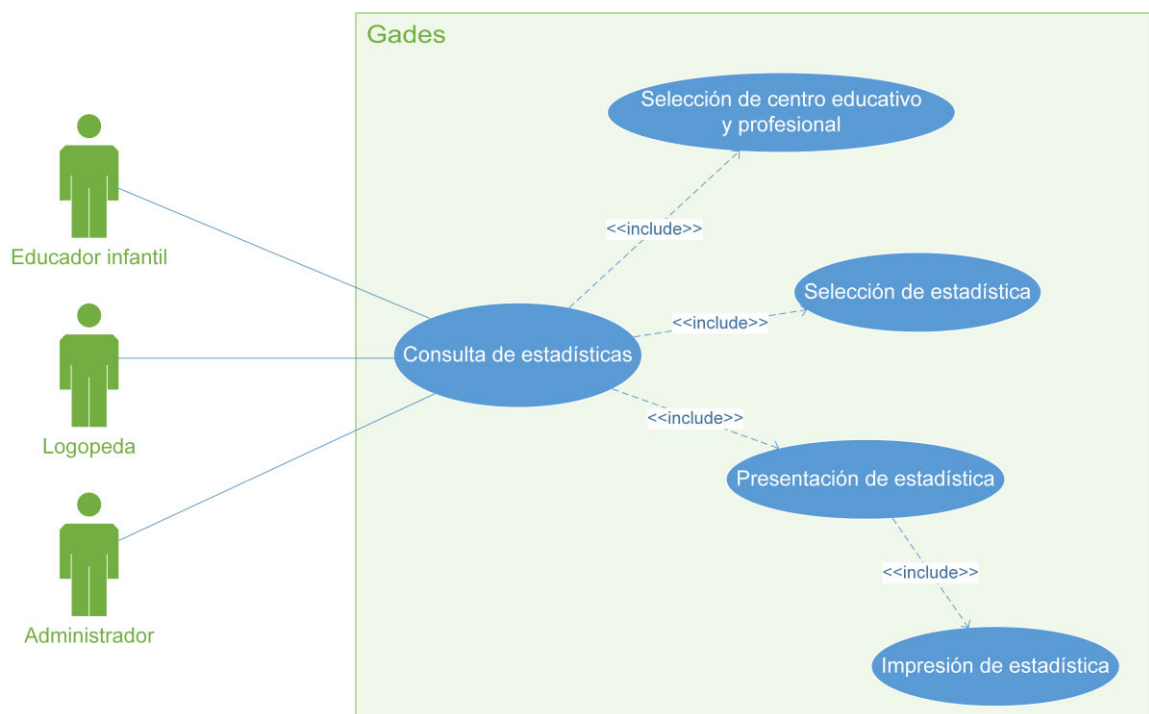 Gades
Selección de centro educativo
y profesional
<<include>>
Educador infantil
Selección de estadística
<<include>>
Consulta de estadísticas
<<include>>
Logopeda
Presentación de estadística
<<include>>
Administrador
Impresión de estadística